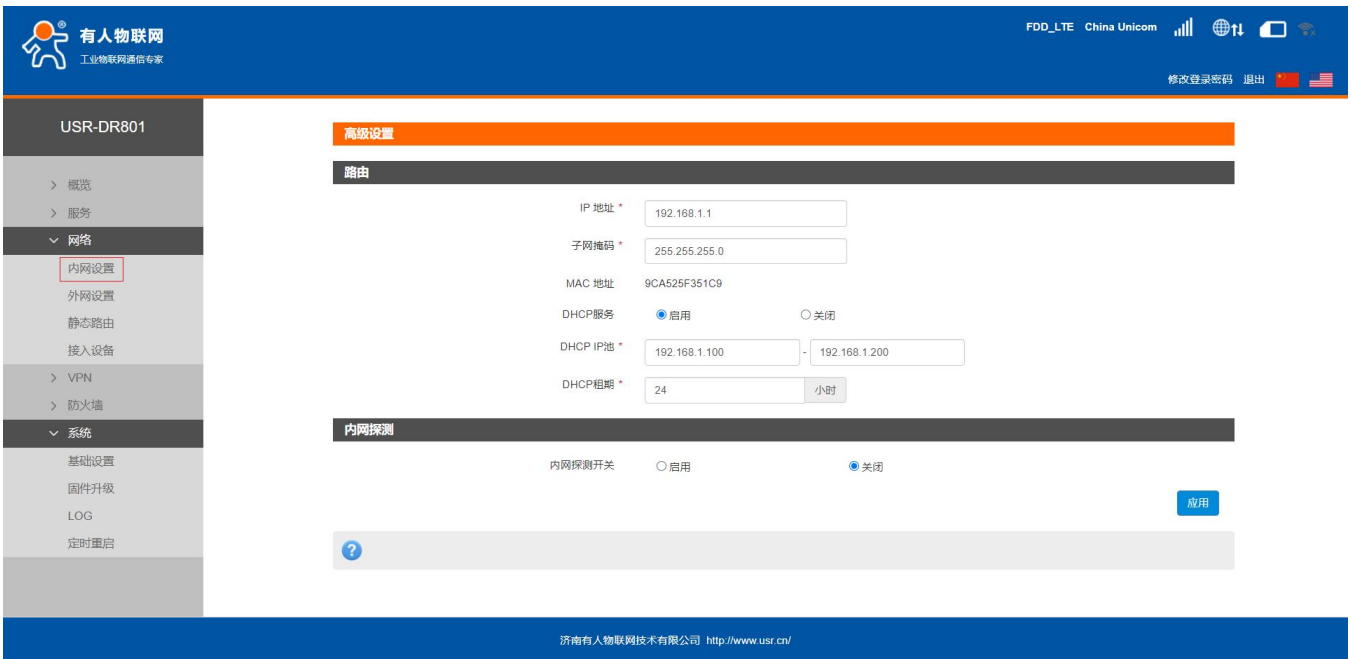 有人物联网
工业物联网通信专家
FDD_LTE China Unicom
修改登录密码 退出
USR-DR801
概览
服务
网络
内网设置
外网设置
静态路由
接入设备
VPN
防火墙
系统
基础设置
固件升级
LOG
定时重启
高级设置
路由
IP 地址 * 192.168.1.1
子网掩码 * 255.255.255.0
MAC 地址 9CA525F351C9
DHCP服务 启用 关闭
DHCP IP池 * 192.168.1.100 - 192.168.1.200
DHCP租期 * 24 小时
内网探测
内网探测开关 启用 关闭
应用
济南有人物联网技术有限公司 http://www.usr.cn/